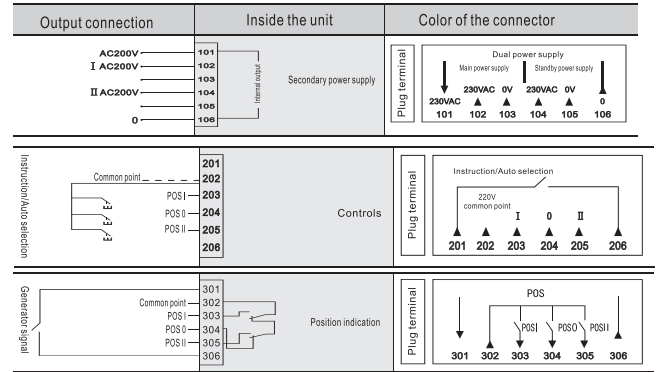 Output connection
Inside the unit
Color of the connector
AC200V
I AC200V
II AC200V
0
101
102
103
104
105
106
Internal output
Secondary power supply
Plug terminal
Dual power supply
Main power supply
Standby power supply
230VAC 0V 230VAC 0V
230VAC 0
101 102 103 104 105 106
Instruction/Auto selection
Common point
POS I
POS 0
POS II
201
202
203
204
205
206
Controls
Plug terminal
Instruction/Auto selection
220V
common point
I 0 II
201 202 203 204 205 206
Generator signal
Common point
POS I
POS 0
POS II
301
302
303
304
305
306
Position indication
Plug terminal
POS
POSI POSO POSII
301 302 303 304 305 306